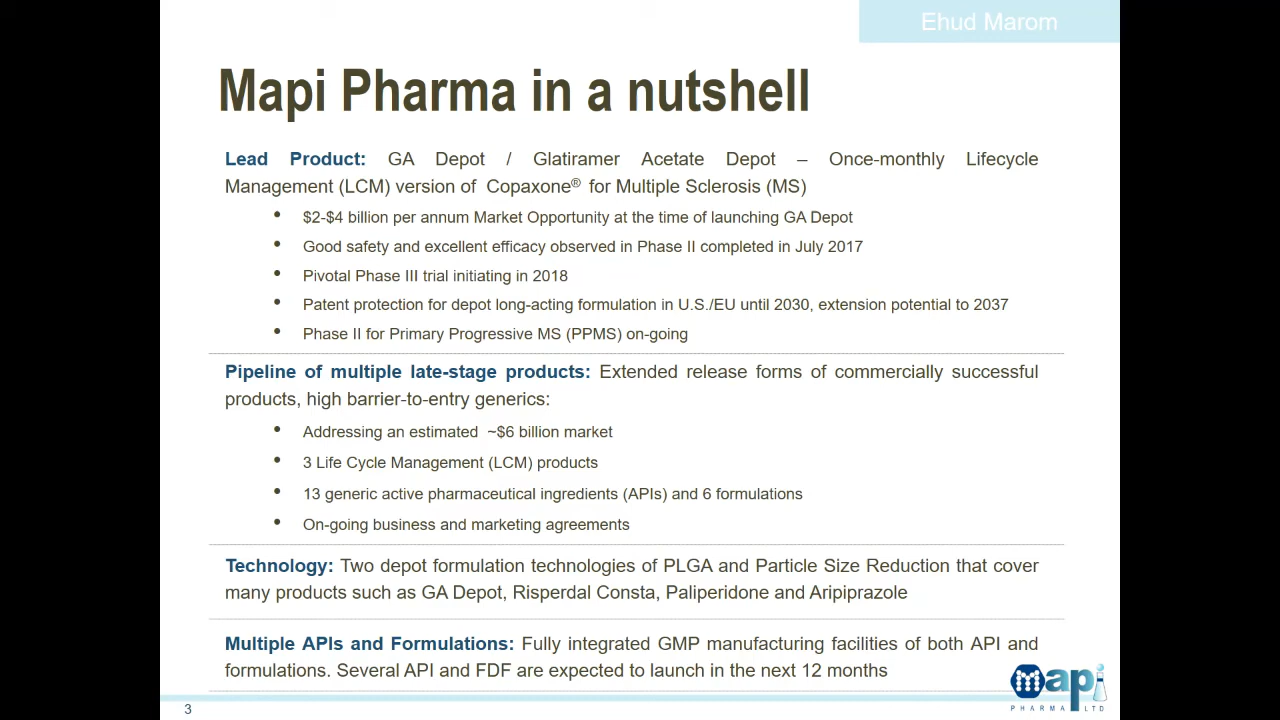 Ehud Marom
Mapi Pharma in a nutshell
Lead Product: GA Depot / Glatiramer Acetate Depot – Once-monthly Lifecycle
Management (LCM) version of Copaxone® for Multiple Sclerosis (MS)
• $2-$4 billion per annum Market Opportunity at the time of launching GA Depot
• Good safety and excellent efficacy observed in Phase II completed in July 2017
• Pivotal Phase III trial initiating in 2018
• Patent protection for depot long-acting formulation in U.S./EU until 2030, extension potential to 2037
• Phase II for Primary Progressive MS (PPMS) on-going
Pipeline of multiple late-stage products: Extended release forms of commercially successful
products, high barrier-to-entry generics:
• Addressing an estimated ~$6 billion market
• 3 Life Cycle Management (LCM) products
• 13 generic active pharmaceutical ingredients (APIs) and 6 formulations
• On-going business and marketing agreements
Technology: Two depot formulation technologies of PLGA and Particle Size Reduction that cover
many products such as GA Depot, Risperdal Consta, Paliperidone and Aripiprazole
Multiple APIs and Formulations: Fully integrated GMP manufacturing facilities of both API and
formulations. Several API and FDF are expected to launch in the next 12 months
mapi
PHARMA LTD
3